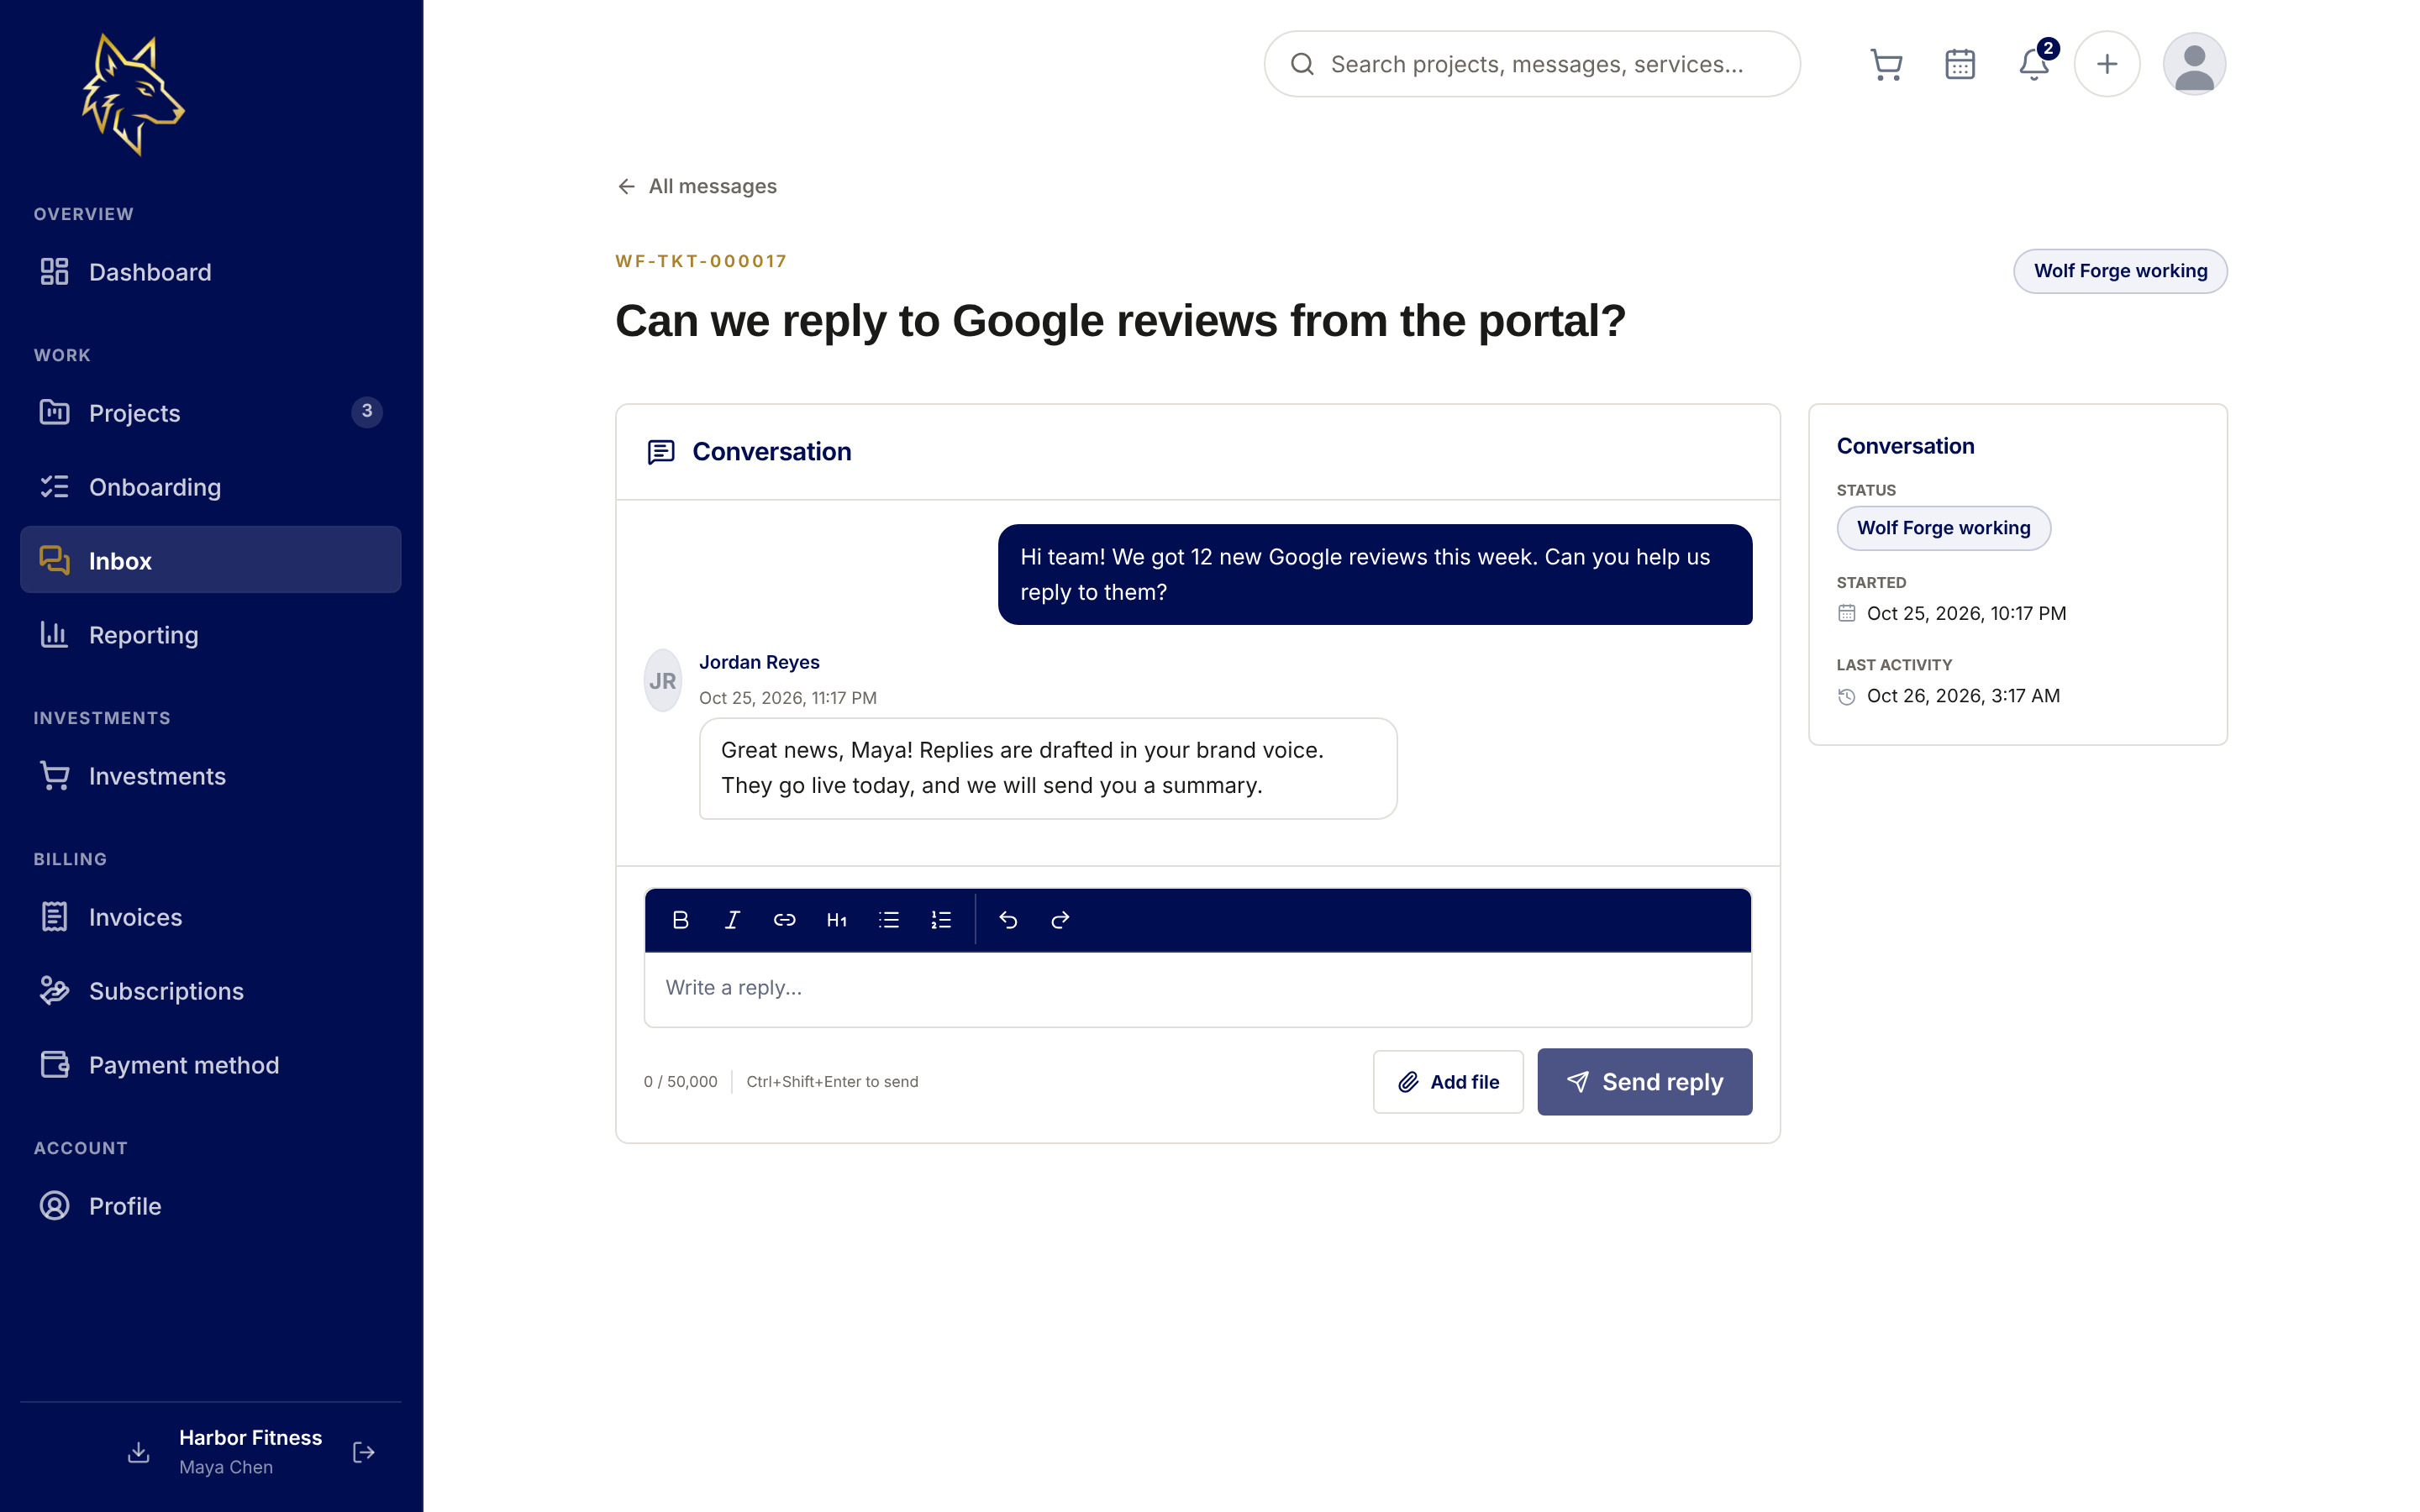 Search projects, messages, services...
2
OVERVIEW
Dashboard
WORK
Projects
3
Onboarding
Inbox
Reporting
INVESTMENTS
Investments
BILLING
Invoices
Subscriptions
Payment method
ACCOUNT
Profile
Harbor Fitness
Maya Chen
All messages
WF-TKT-000017
Can we reply to Google reviews from the portal?
Wolf Forge working
Conversation
Hi team! We got 12 new Google reviews this week. Can you help us
reply to them?
JR
Jordan Reyes
Oct 25, 2026, 11:17 PM
Great news, Maya! Replies are drafted in your brand voice.
They go live today, and we will send you a summary.
B I H1
Write a reply...
0 / 50,000
Ctrl+Shift+Enter to send
Add file
Send reply
Conversation
STATUS
Wolf Forge working
STARTED
Oct 25, 2026, 10:17 PM
LAST ACTIVITY
Oct 26, 2026, 3:17 AM